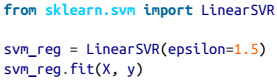 from sklearn.svm import LinearSVR
svm_reg = LinearSVR(epsilon=1.5)
svm_reg.fit(X, y)